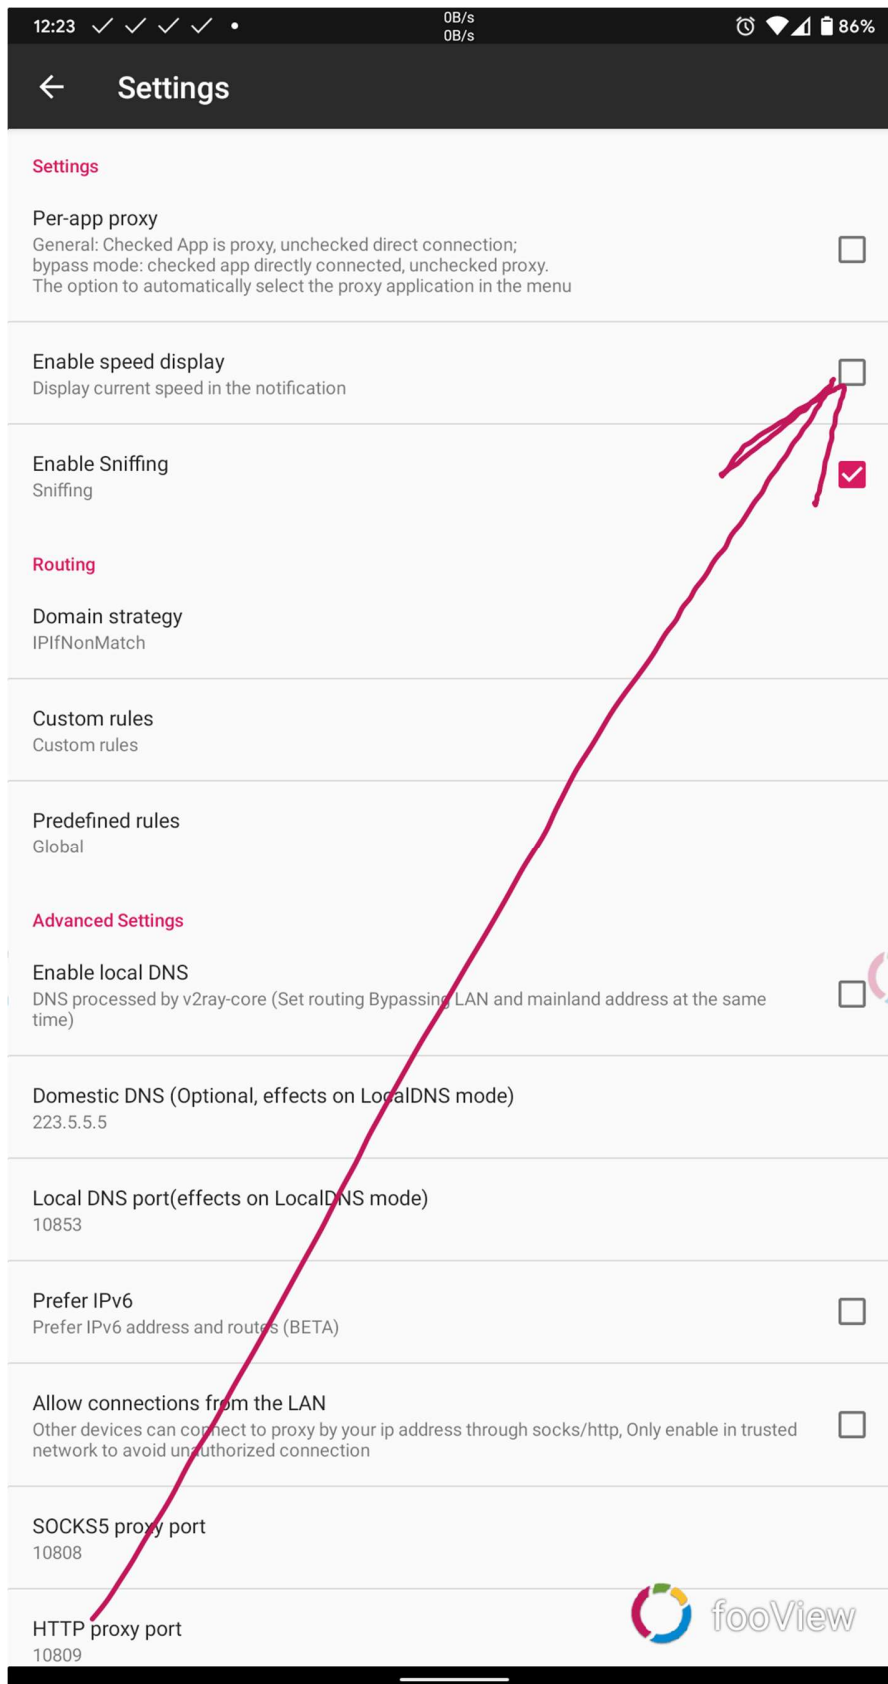 12:23
0B/s
0B/s
86%
Settings
Settings
Per-app proxy
General: Checked App is proxy, unchecked direct connection;
bypass mode: checked app directly connected, unchecked proxy.
The option to automatically select the proxy application in the menu
Enable speed display
Display current speed in the notification
Enable Sniffing
Sniffing
Routing
Domain strategy
IPIfNonMatch
Custom rules
Custom rules
Predefined rules
Global
Advanced Settings
Enable local DNS
DNS processed by v2ray-core (Set routing Bypassing LAN and mainland address at the same
time)
Domestic DNS (Optional, effects on LocalDNS mode)
223.5.5.5
Local DNS port(effects on LocalDNS mode)
10853
Prefer IPv6
Prefer IPv6 address and routes (BETA)
Allow connections from the LAN
Other devices can connect to proxy by your ip address through socks/http, Only enable in trusted
network to avoid unauthorized connection
SOCKS5 proxy port
10808
HTTP proxy port
10809
fooView